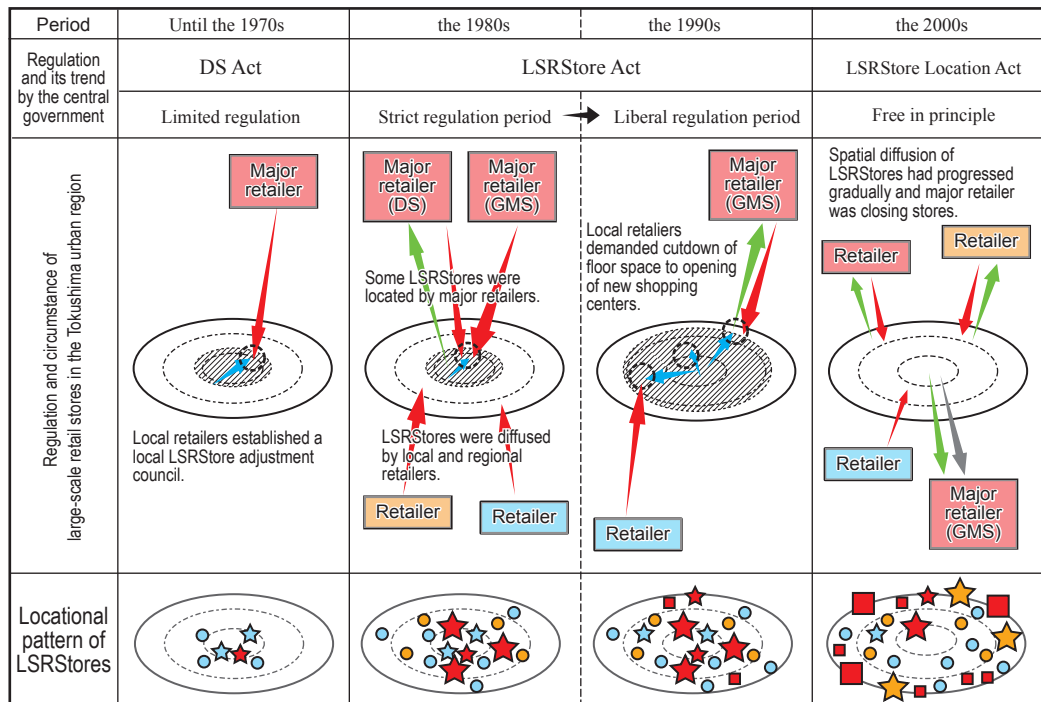 Period
Until the 1970s
the 1980s
the 1990s
the 2000s
Regulation
and its trend
by the central
government
DS Act
LSRStore Act
LSRStore Location Act
Limited regulation
Strict regulation period
Liberal regulation period
Free in principle
Regulation and circumstance of
large-scale retail stores in the Tokushima urban region
Major
retailer
Local retailers established a
local LSRStore adjustment
council.
Major
retailer
(DS)
Major
retailer
(GMS)
Some LSRStores were
located by major retailers.
LSRStores were diffused
by local and regional
retailers.
Retailer
Retailer
Major
retailer
(GMS)
Local retaliers
demanded cutdown of
floor space to opening
of new shopping
centers.
Retailer
Spatial diffusion of
LSRStores had progressed
gradually and major retailer
was closing stores.
Retailer
Retailer
Retailer
Major
retailer
(GMS)
Locational
pattern of
LSRStores